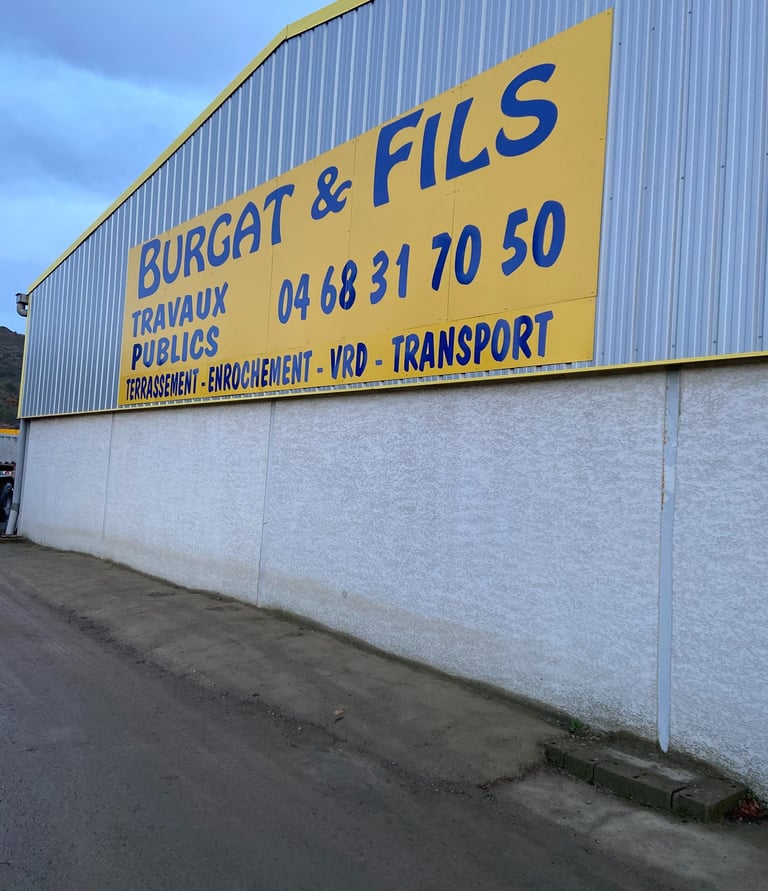 BURGAT & FILS
TRAVAUX
PUBLICS
04 68 31 70 50
TERRASSEMENT - ENROCHEMENT - VRD - TRANSPORT